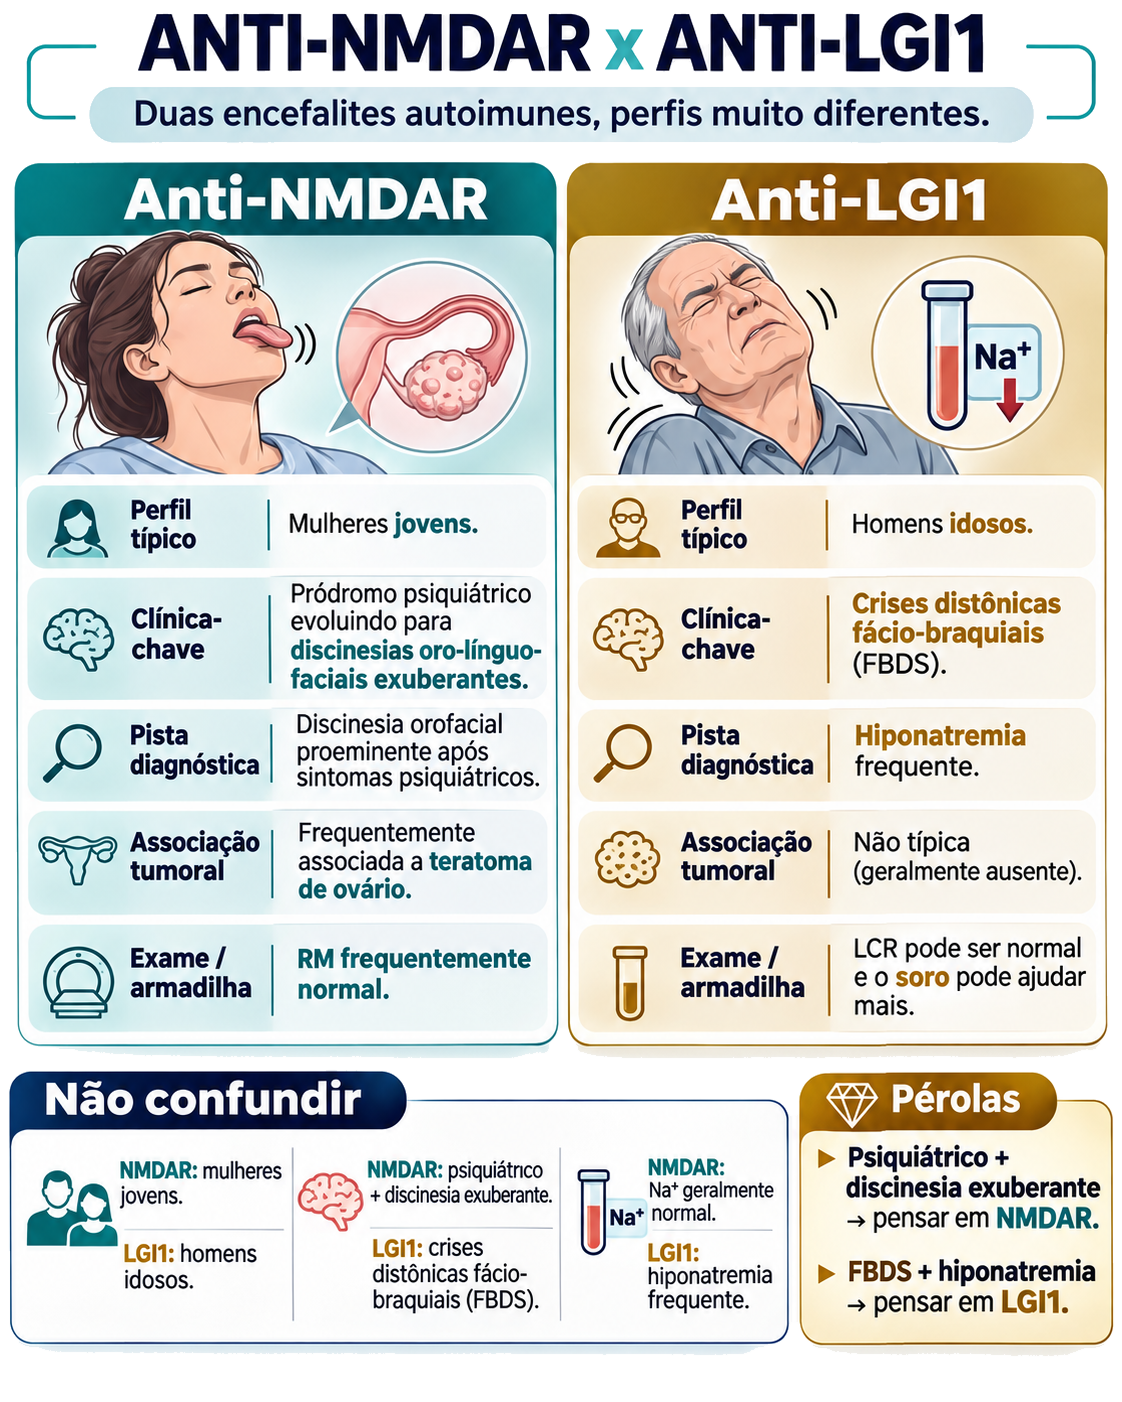 ANTI-NMDAR x ANTI-LGI1
Duas encefalites autoimunes, perfis muito diferentes.
Anti-NMDAR
Perfil
típico
Mulheres jovens.
Clínica-
chave
Pródromo psiquiátrico
evoluindo para
discinesias oro-línguo-
faciais exuberantes.
Pista
diagnóstica
Discinesia orofacial
proeminente após
sintomas psiquiátricos.
Associação
tumoral
Frequentemente
associada a teratoma
de ovário.
Exame /
armadilha
RM frequentemente
normal.
Anti-LGI1
Na⁺
Perfil
típico
Homens idosos.
Clínica-
chave
Crises distônicas
fácio-braquiais
(FBDS).
Pista
diagnóstica
Hiponatremia
frequente.
Associação
tumoral
Não típica
(geralmente ausente).
Exame /
armadilha
LCR pode ser normal
e o soro pode ajudar
mais.
Não confundir
NMDAR: mulheres
jovens.
LGI1: homens
idosos.
NMDAR: psiquiátrico
+ discinesia exuberante.
LGI1: crises
distônicas fácio-
braquiais (FBDS).
Na⁺
NMDAR:
Na⁺ geralmente
normal.
LGI1:
hiponatremia
frequente.
Pérolas
► Psiquiátrico +
discinesia exuberante
→ pensar em NMDAR.
► FBDS + hiponatremia
→ pensar em LGI1.